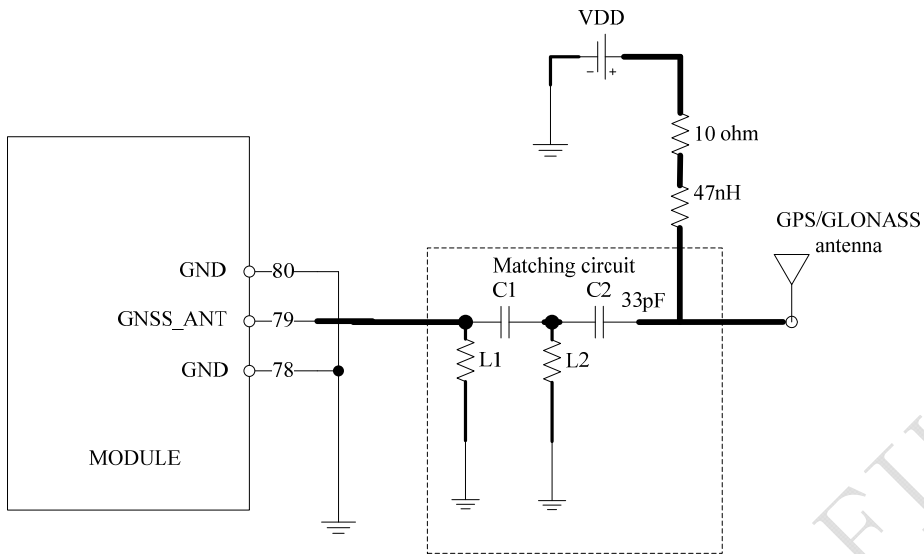 VDD
- +
10 ohm
47nH
GPS/GLONASS
antenna
Matching circuit
C1 C2 33pF
GND 80
GNSS_ANT 79
GND 78
L1 L2
MODULE